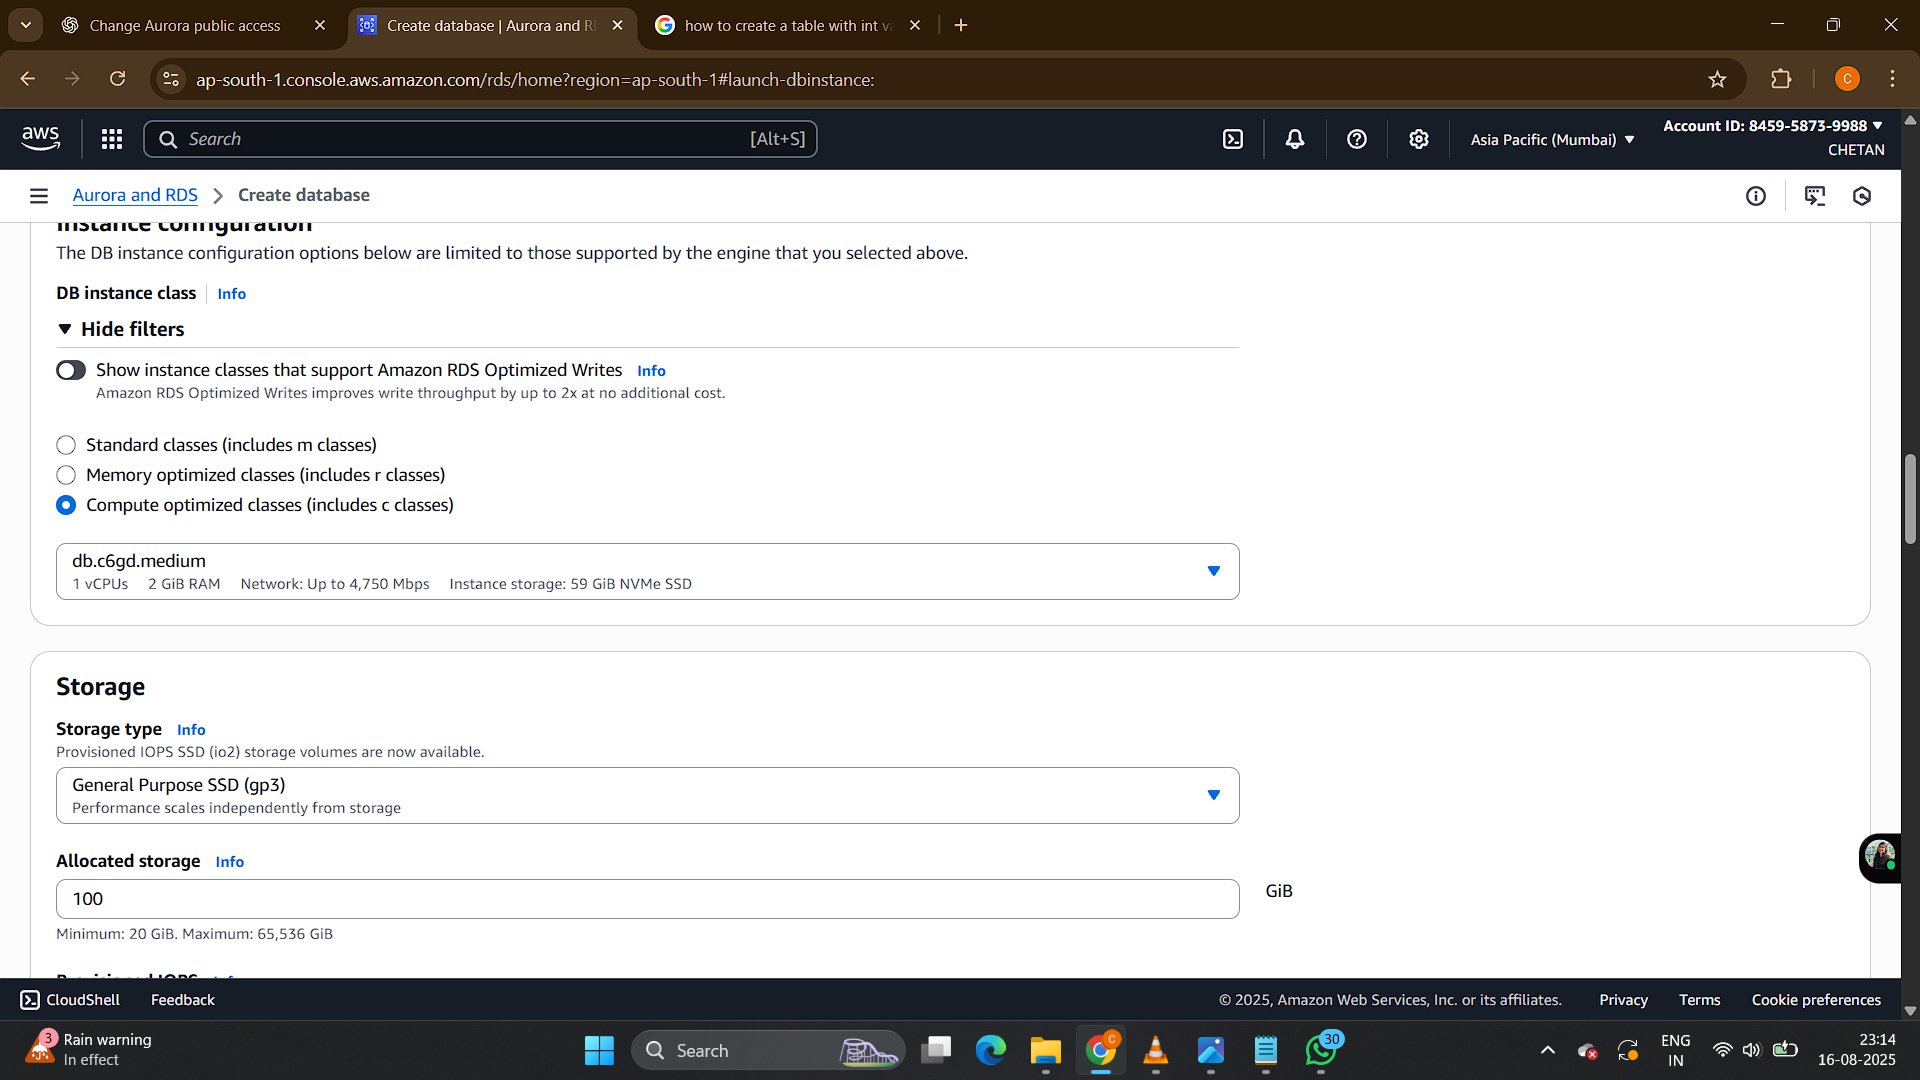 Change Aurora public access
Create database | Aurora and R
how to create a table with int va
ap-south-1.console.aws.amazon.com/rds/home?region=ap-south-1#launch-dbinstance:
C
aws
Search
[Alt+S]
Asia Pacific (Mumbai)
Account ID: 8459-5873-9988
CHETAN
Aurora and RDS
Create database
Instance configuration
The DB instance configuration options below are limited to those supported by the engine that you selected above.
DB instance class
Info
Hide filters
Show instance classes that support Amazon RDS Optimized Writes Info
Amazon RDS Optimized Writes improves write throughput by up to 2x at no additional cost.
Standard classes (includes m classes)
Memory optimized classes (includes r classes)
Compute optimized classes (includes c classes)
db.c6gd.medium
1 vCPUs 2 GiB RAM Network: Up to 4,750 Mbps Instance storage: 59 GiB NVMe SSD
Storage
Storage type Info
Provisioned IOPS SSD (io2) storage volumes are now available.
General Purpose SSD (gp3)
Performance scales independently from storage
Allocated storage Info
100
GiB
Minimum: 20 GiB. Maximum: 65,536 GiB
Provisioned IOPS Info
CloudShell
Feedback
© 2025, Amazon Web Services, Inc. or its affiliates.
Privacy
Terms
Cookie preferences
3
Rain warning
In effect
Search
C
30
ENG
IN
23:14
16-08-2025